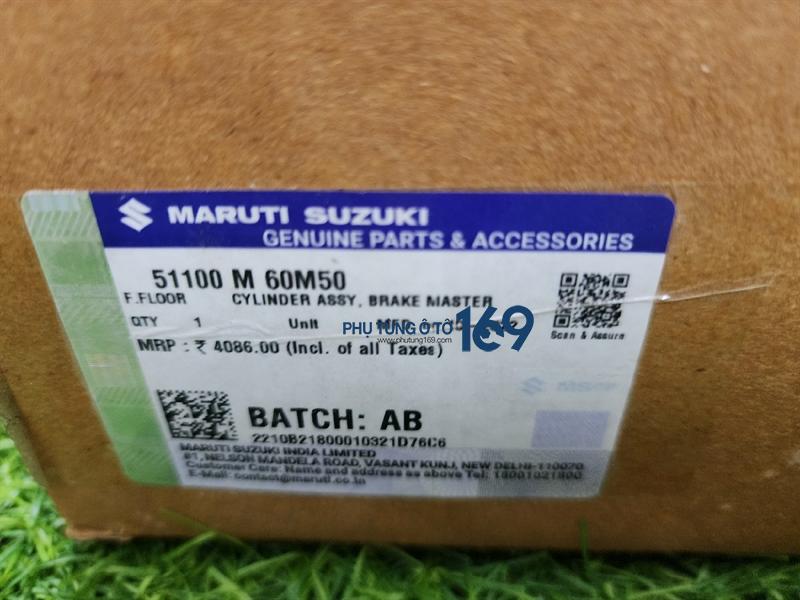 MARUTI SUZUKI
GENUINE PARTS & ACCESSORIES
51100 M 60M50
F.FLOOR CYLINDER ASSY, BRAKE MASTER
QTY 1 Unit
PHỤ TÙNG Ô TÔ 169
www.phutung169.com
MRP : ₹ 4086.00 (Incl. of all Taxes)
Scan & Assure
BATCH: AB
2210B21800010321D76C6
MARUTI SUZUKI INDIA LIMITED
#1, NELSON MANDELA ROAD, VASANT KUNJ, NEW DELHI-110070
Customer Care: Name and address as above Tel: 18001021800
E-Mail: contact@maruti.co.in